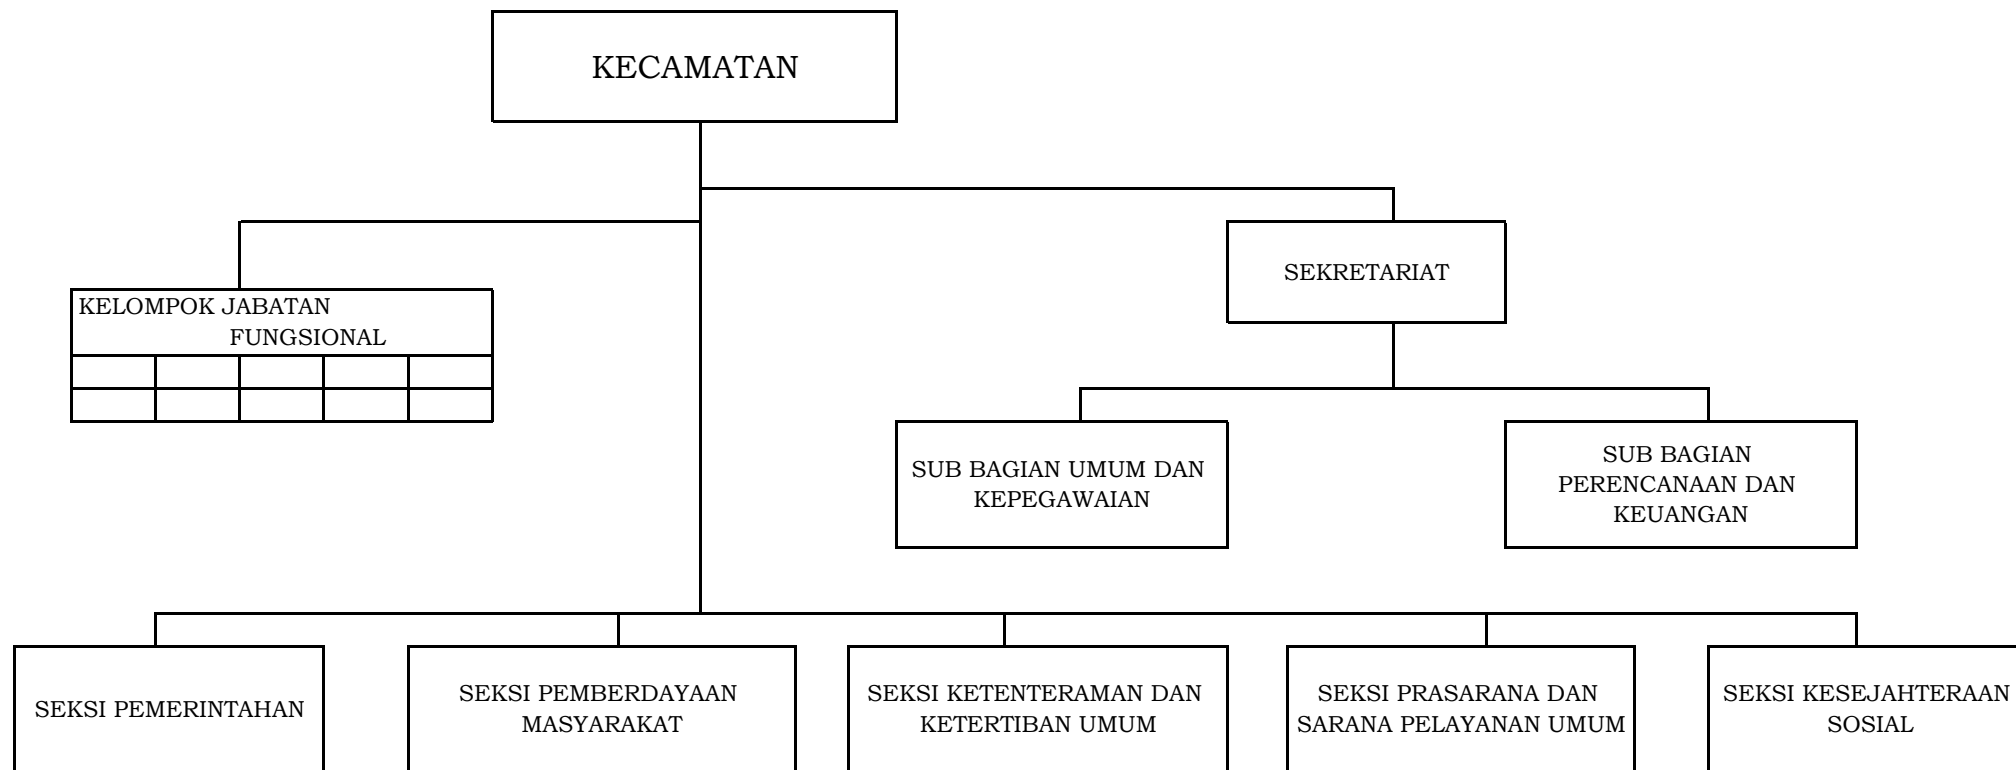 KECAMATAN
SEKRETARIAT
KELOMPOK JABATAN
FUNGSIONAL
SUB BAGIAN UMUM DAN
KEPEGAWAIAN
SUB BAGIAN
PERENCANAAN DAN
KEUANGAN
SEKSI PEMERINTAHAN
SEKSI PEMBERDAYAAN
MASYARAKAT
SEKSI KETENTERAMAN DAN
KETERTIBAN UMUM
SEKSI PRASARANA DAN
SARANA PELAYANAN UMUM
SEKSI KESEJAHTERAAN
SOSIAL